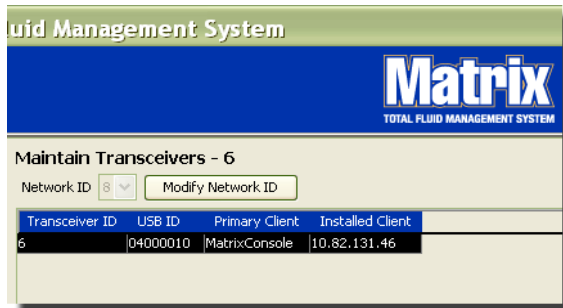 luid Management System
Matrix
TOTAL FLUID MANAGEMENT SYSTEM
Maintain Transceivers - 6
Network ID 8 Modify Network ID
Transceiver ID USB ID Primary Client Installed Client
6 04000010 MatrixConsole 10.82.131.46